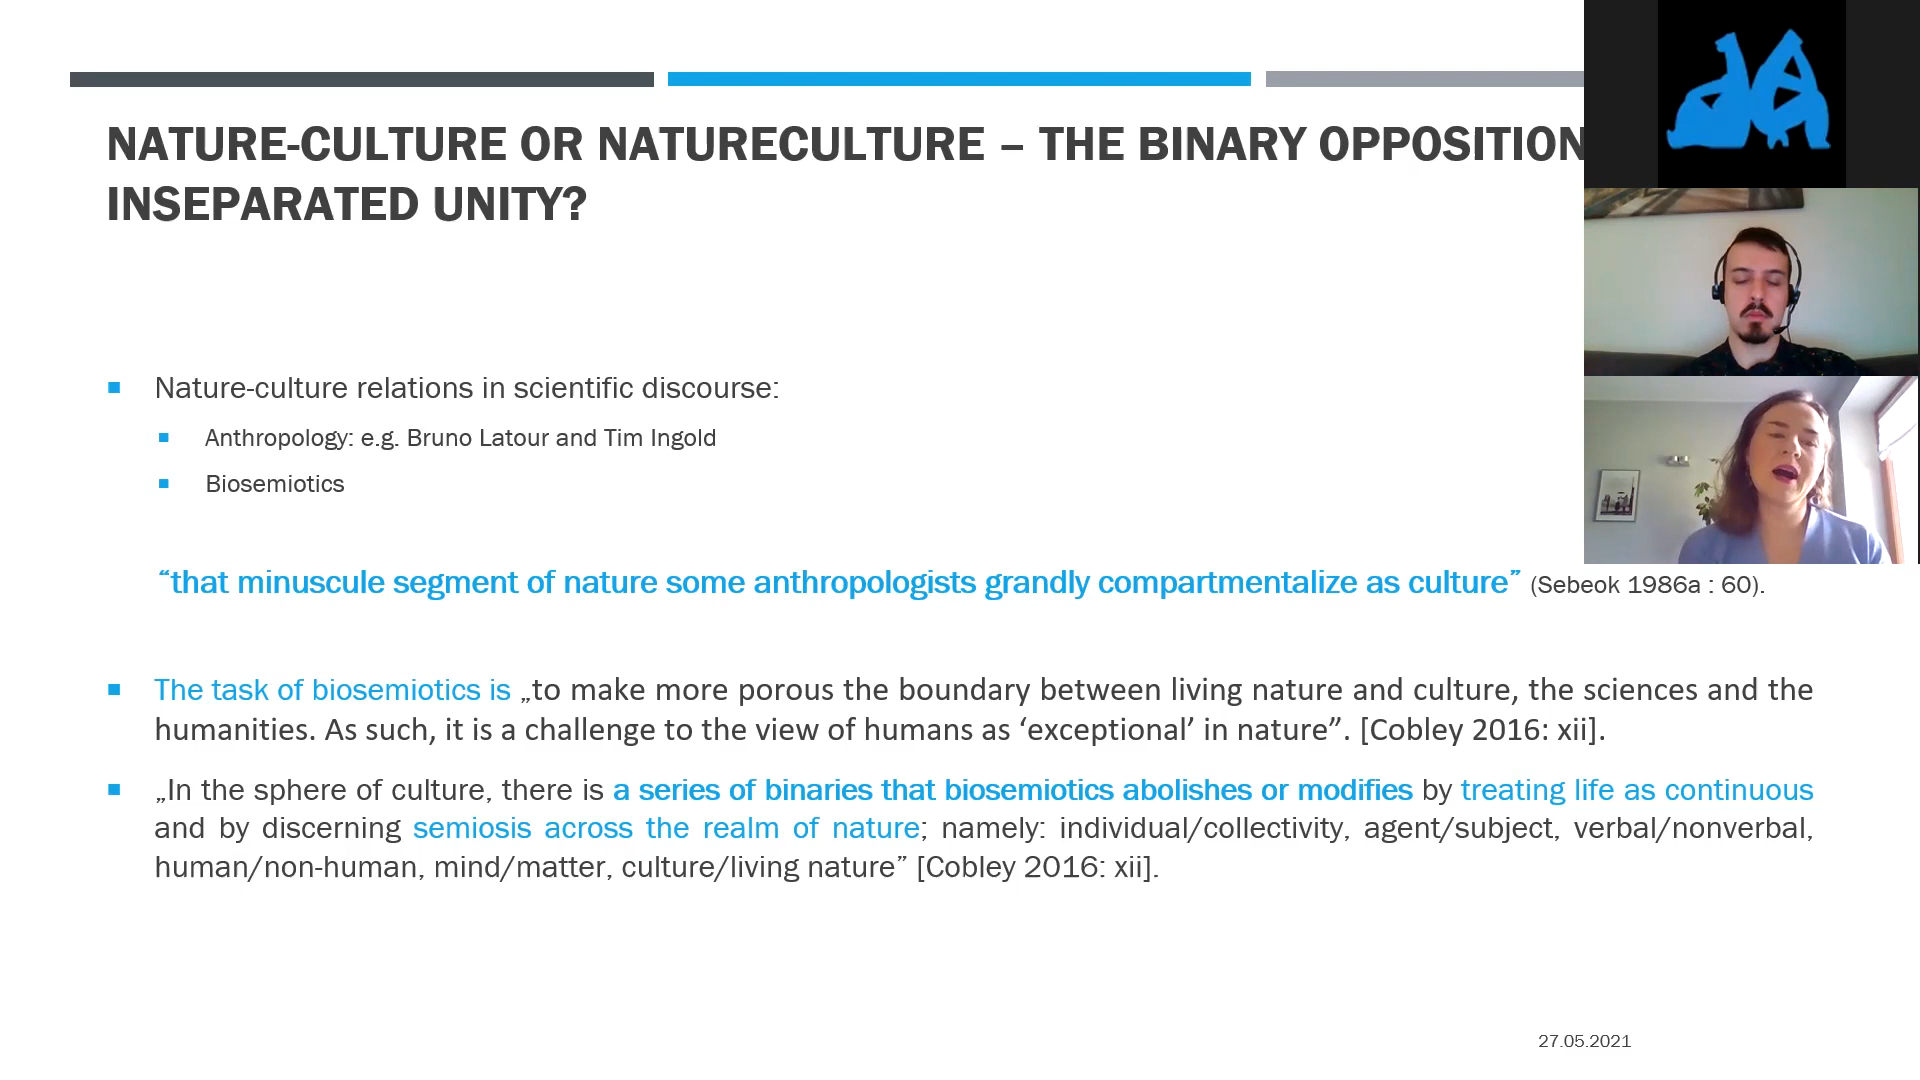 NATURE-CULTURE OR NATURECULTURE – THE BINARY OPPOSITION
INSEPARATED UNITY?
Nature-culture relations in scientific discourse:
Anthropology: e.g. Bruno Latour and Tim Ingold
Biosemiotics
“that minuscule segment of nature some anthropologists grandly compartmentalize as culture” (Sebeok 1986a : 60).
The task of biosemiotics is „to make more porous the boundary between living nature and culture, the sciences and the
humanities. As such, it is a challenge to the view of humans as ‘exceptional’ in nature”. [Cobley 2016: xii].
„In the sphere of culture, there is a series of binaries that biosemiotics abolishes or modifies by treating life as continuous
and by discerning semiosis across the realm of nature; namely: individual/collectivity, agent/subject, verbal/nonverbal,
human/non-human, mind/matter, culture/living nature” [Cobley 2016: xii].
27.05.2021